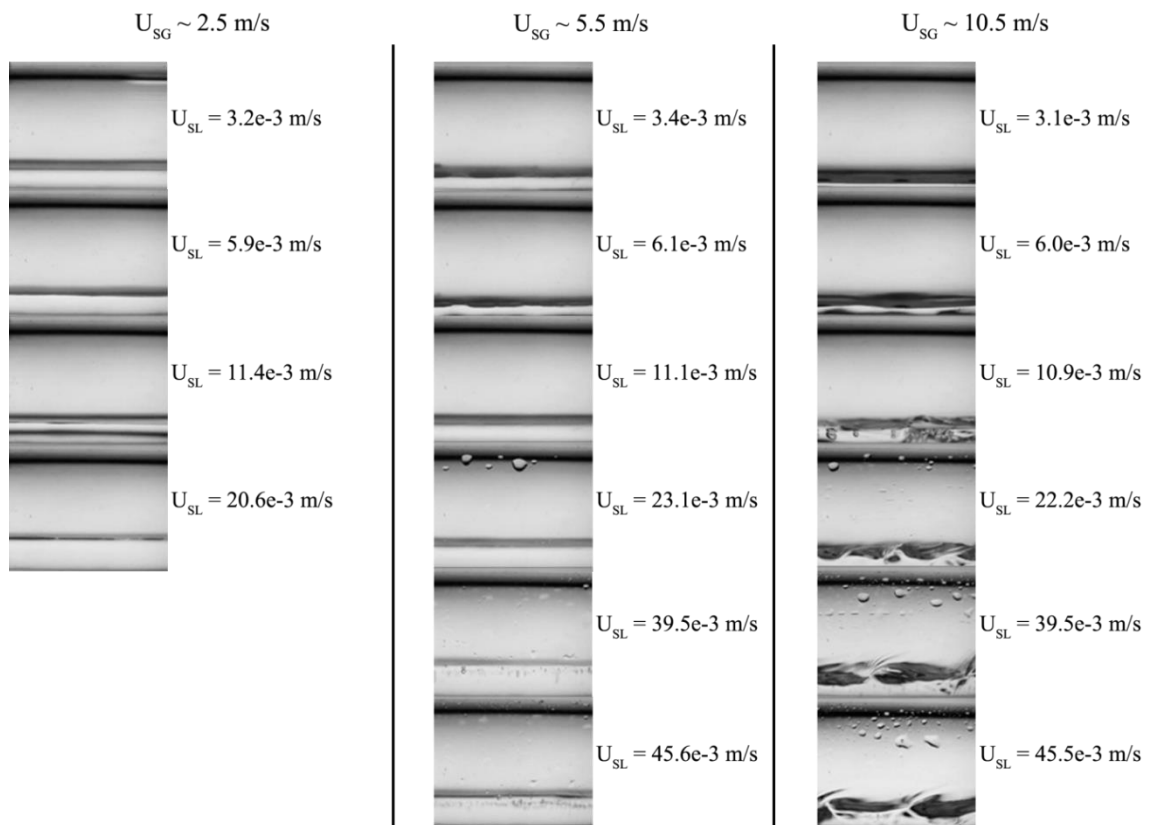 U_SG ~ 2.5 m/s
U_SL = 3.2e-3 m/s
U_SL = 5.9e-3 m/s
U_SL = 11.4e-3 m/s
U_SL = 20.6e-3 m/s
U_SG ~ 5.5 m/s
U_SL = 3.4e-3 m/s
U_SL = 6.1e-3 m/s
U_SL = 11.1e-3 m/s
U_SL = 23.1e-3 m/s
U_SL = 39.5e-3 m/s
U_SL = 45.6e-3 m/s
U_SG ~ 10.5 m/s
U_SL = 3.1e-3 m/s
U_SL = 6.0e-3 m/s
U_SL = 10.9e-3 m/s
U_SL = 22.2e-3 m/s
U_SL = 39.5e-3 m/s
U_SL = 45.5e-3 m/s